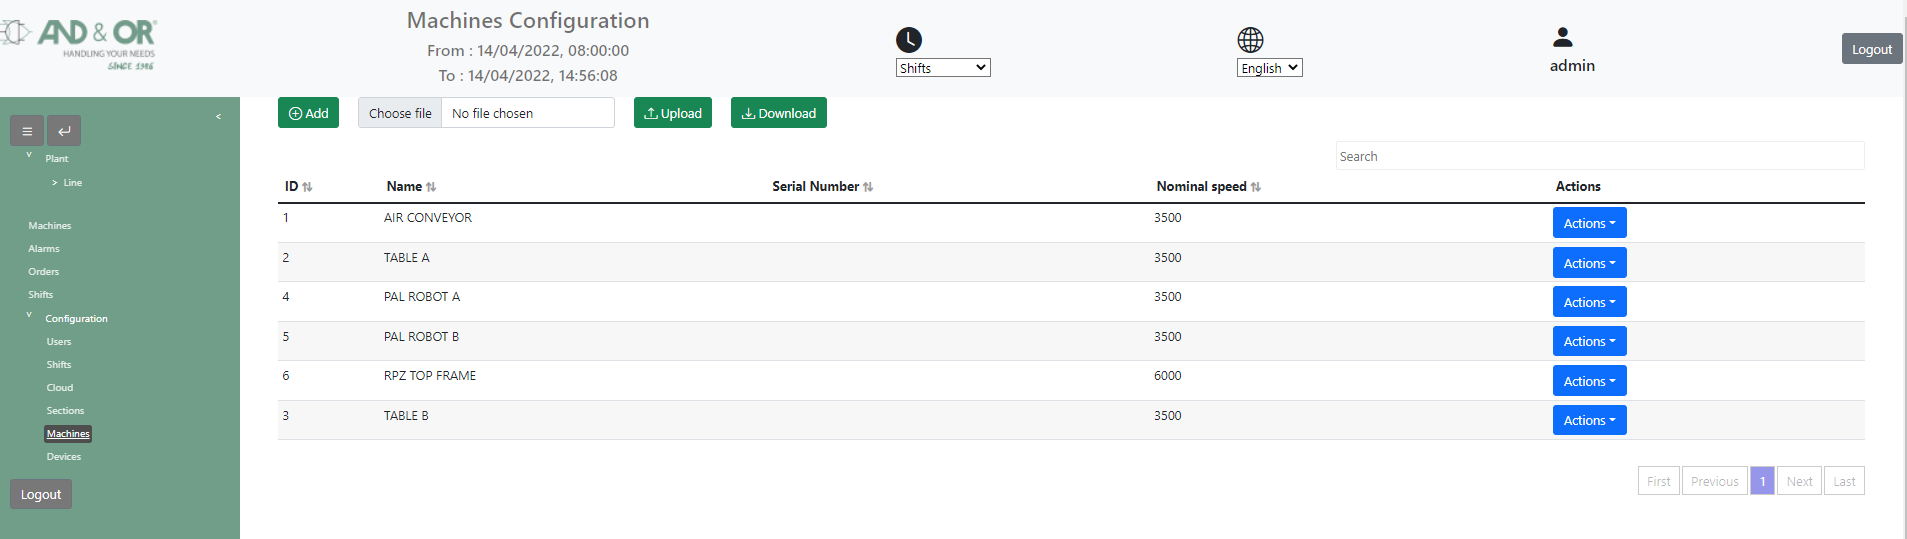 AND & OR
HANDLING YOUR NEEDS
SINCE 1986
Machines Configuration
From : 14/04/2022, 08:00:00
To : 14/04/2022, 14:56:08
Shifts
English
admin
Logout
<
Plant
> Line
Machines
Alarms
Orders
Shifts
Configuration
Users
Shifts
Cloud
Sections
Machines
Devices
Logout
Add Choose file No file chosen Upload Download
Search
ID Name Serial Number Nominal speed Actions
1 AIR CONVEYOR 3500 Actions
2 TABLE A 3500 Actions
4 PAL ROBOT A 3500 Actions
5 PAL ROBOT B 3500 Actions
6 RPZ TOP FRAME 6000 Actions
3 TABLE B 3500 Actions
First Previous 1 Next Last